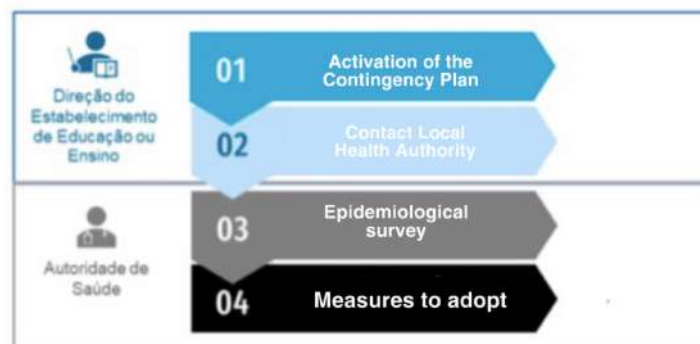 Direção do
Estabelecimento
de Educação ou
Ensino
01
Activation of the
Contingency Plan
02
Contact Local
Health Authority
Autoridade de
Saúde
03
Epidemiological
survey
04
Measures to adopt